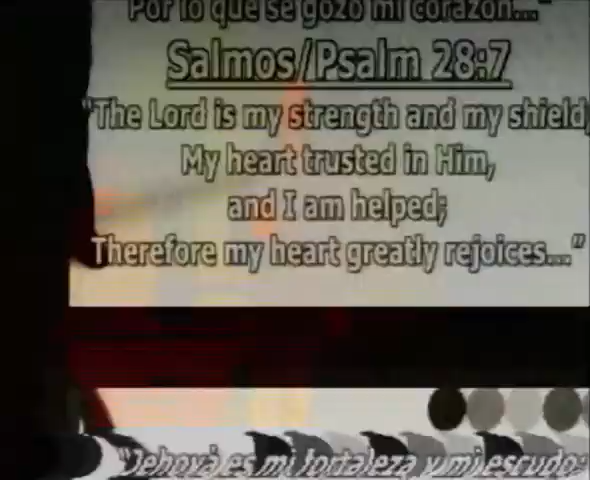 Por lo que se gozó mi corazón..."
Salmos/Psalm 28:7
"The Lord is my strength and my shield;
My heart trusted in Him,
and I am helped;
Therefore my heart greatly rejoices..."
"Jehová es mi fortaleza y mi escudo;